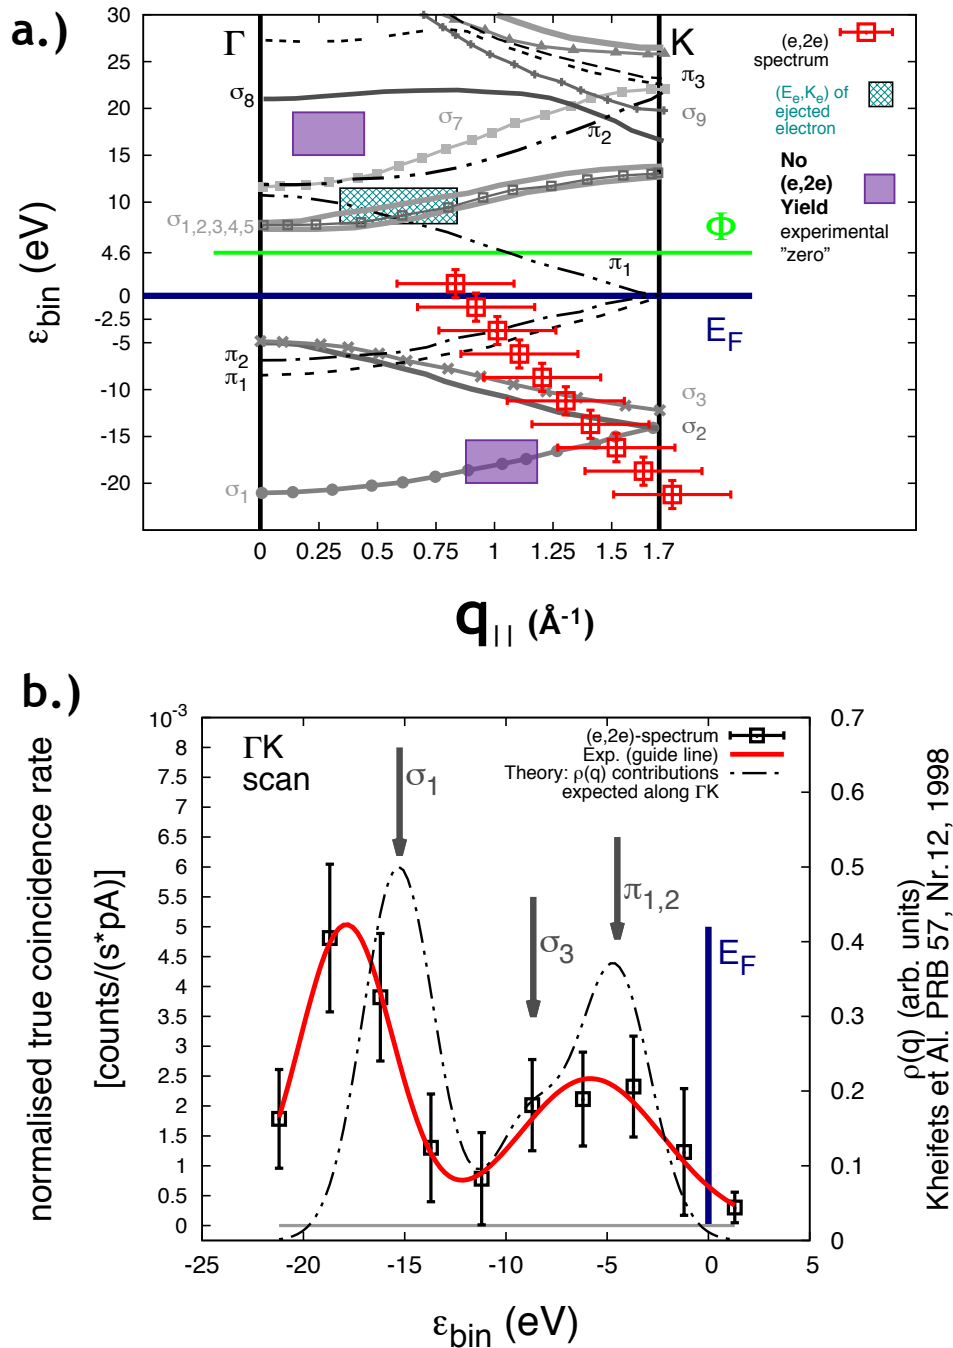 a.)
30
25
20
15
10
4.6
0
-2.5
-5
-10
-15
-20
ε_bin (eV)
Γ
K
σ8
σ7
π2
π3
σ9
σ1,2,3,4,5
Φ
π1
E_F
π2
π1
σ3
σ2
σ1
(e,2e)
spectrum
(E_e,K_e) of
ejected
electron
No
(e,2e)
Yield
experimental
"zero"
0 0.25 0.5 0.75 1 1.25 1.5 1.7
q_|| (Å⁻¹)
b.)
10⁻³
8
7.5
7
6.5
6
5.5
5
4.5
4
3.5
3
2.5
2
1.5
1
0.5
0
normalised true coincidence rate
[counts/(s*pA)]
ΓK
scan
(e,2e)-spectrum
Exp. (guide line)
Theory: ρ(q) contributions
expected along ΓK
σ1
σ3
π1,2
E_F
0.7
0.6
0.5
0.4
0.3
0.2
0.1
0
ρ(q) (arb. units)
Kheifets et Al. PRB 57, Nr.12, 1998
-25 -20 -15 -10 -5 0 5
ε_bin (eV)